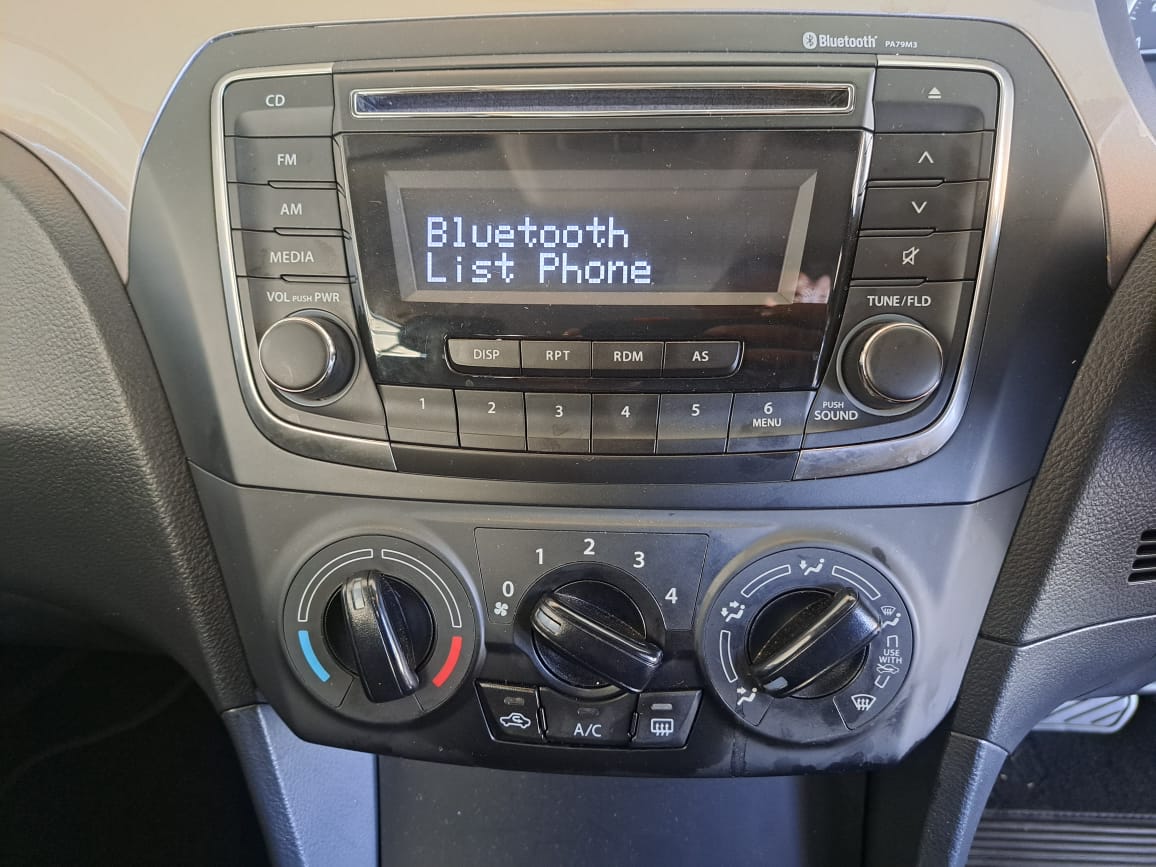 Bluetooth PA79M3
CD
FM
AM
MEDIA
VOL PUSH PWR
Bluetooth
List Phone
TUNE/FLD
DISP RPT RDM AS
1 2 3 4 5 6
MENU
PUSH
SOUND
0 1 2 3 4
USE
WITH
A/C